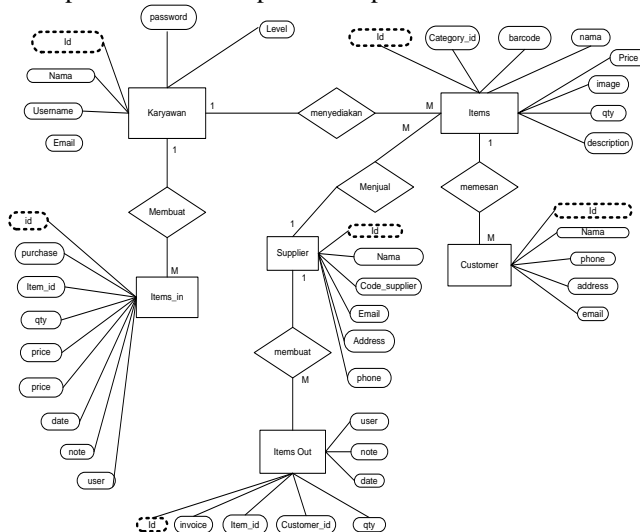 password
Id
Level
Nama
Username
Email
Karyawan
1
1
menyediakan
M
Id
Category_id
barcode
nama
Price
image
qty
description
Items
M
1
Membuat
M
Menjual
1
memesan
M
Id
Nama
phone
address
email
Customer
id
purchase
Item_id
qty
price
price
date
note
user
Items_in
Supplier
1
Id
Nama
Code_supplier
Email
Address
phone
membuat
M
Items Out
user
note
date
Id
invoice
Item_id
Customer_id
qty